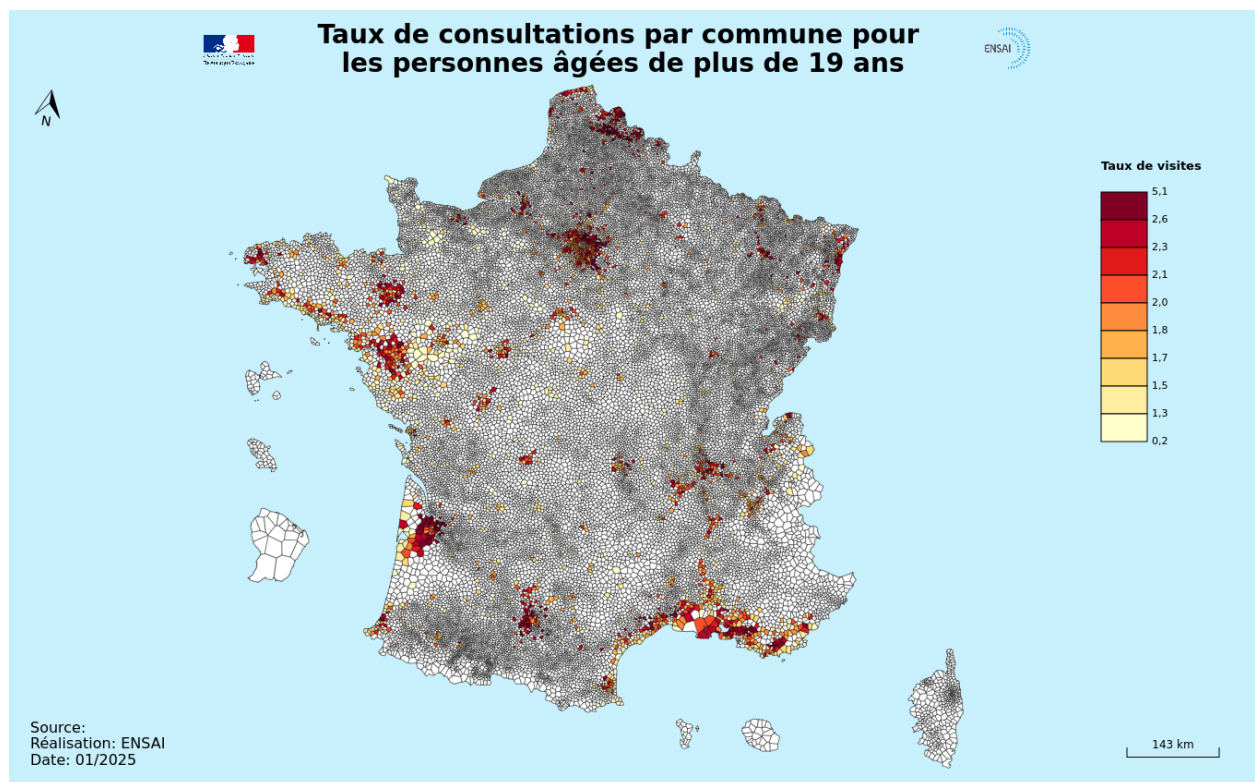 Taux de consultations par commune pour
les personnes âgées de plus de 19 ans
ENSAI
N
Taux de visites
5,1
2,6
2,3
2,1
2,0
1,8
1,7
1,5
1,3
0,2
Source:
Réalisation: ENSAI
Date: 01/2025
143 km